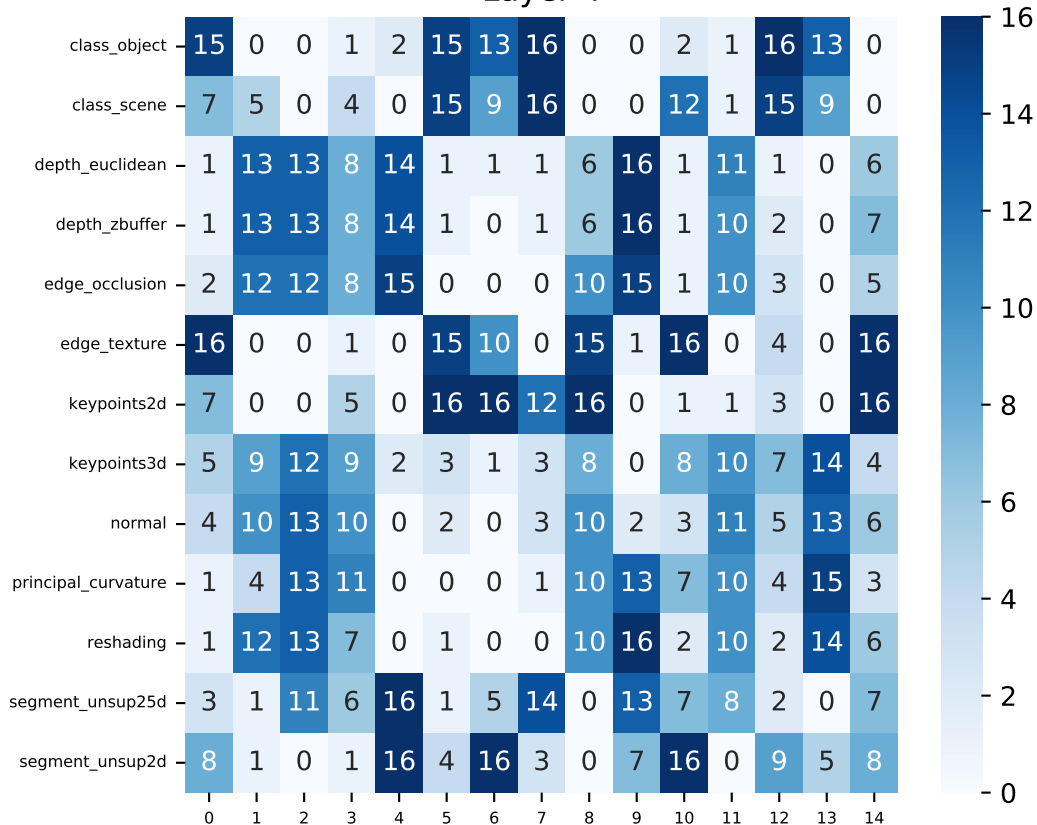 class_object 15 0 0 1 2 15 13 16 0 0 2 1 16 13 0
class_scene 7 5 0 4 0 15 9 16 0 0 12 1 15 9 0
depth_euclidean 1 13 13 8 14 1 1 1 6 16 1 11 1 0 6
depth_zbuffer 1 13 13 8 14 1 0 1 6 16 1 10 2 0 7
edge_occlusion 2 12 12 8 15 0 0 0 10 15 1 10 3 0 5
edge_texture 16 0 0 1 0 15 10 0 15 1 16 0 4 0 16
keypoints2d 7 0 0 5 0 16 16 12 16 0 1 1 3 0 16
keypoints3d 5 9 12 9 2 3 1 3 8 0 8 10 7 14 4
normal 4 10 13 10 0 2 0 3 10 2 3 11 5 13 6
principal_curvature 1 4 13 11 0 0 0 1 10 13 7 10 4 15 3
reshading 1 12 13 7 0 1 0 0 10 16 2 10 2 14 6
segment_unsup25d 3 1 11 6 16 1 5 14 0 13 7 8 2 0 7
segment_unsup2d 8 1 0 1 16 4 16 3 0 7 16 0 9 5 8
0 1 2 3 4 5 6 7 8 9 10 11 12 13 14
16
14
12
10
8
6
4
2
0